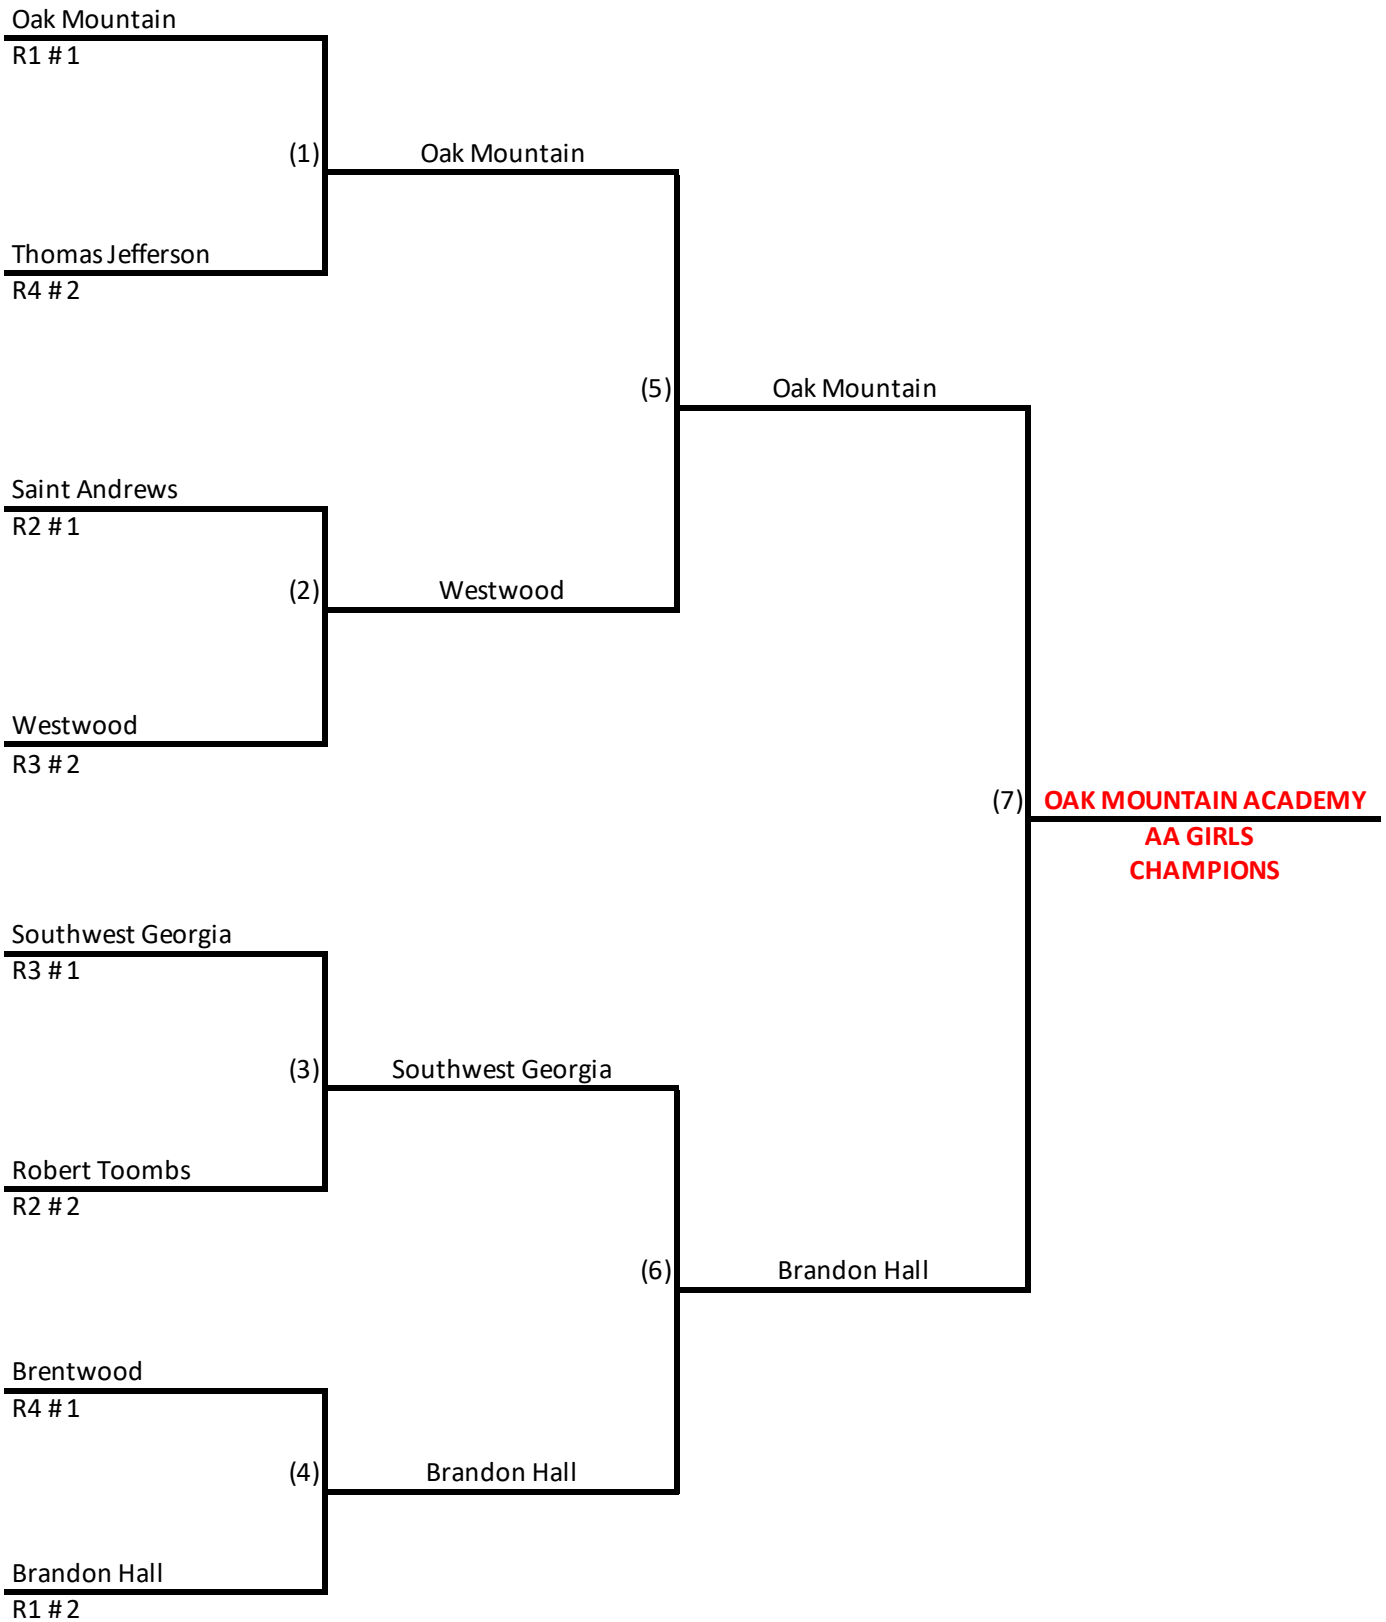 Oak Mountain
R1 # 1
(1)
Oak Mountain
Thomas Jefferson
R4 # 2
(5)
Oak Mountain
Saint Andrews
R2 # 1
(2)
Westwood
Westwood
R3 # 2
(7)
OAK MOUNTAIN ACADEMY
AA GIRLS
CHAMPIONS
Southwest Georgia
R3 # 1
(3)
Southwest Georgia
Robert Toombs
R2 # 2
(6)
Brandon Hall
Brentwood
R4 # 1
(4)
Brandon Hall
Brandon Hall
R1 # 2